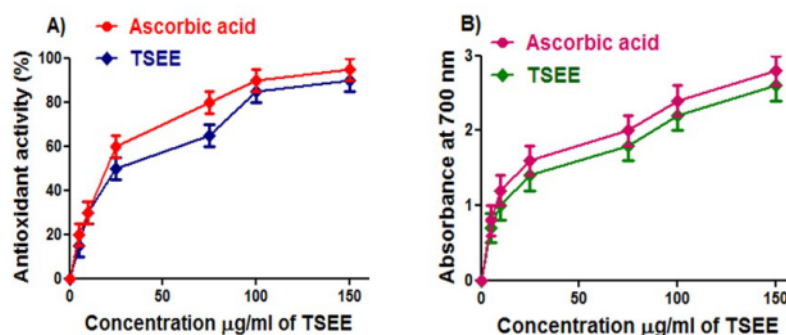 A)
Ascorbic acid
TSEE
Antioxidant activity (%)
100
80
60
40
20
0
0 50 100 150
Concentration µg/ml of TSEE
B)
Ascorbic acid
TSEE
Absorbance at 700 nm
3
2
1
0
0 50 100 150
Concentration µg/ml of TSEE